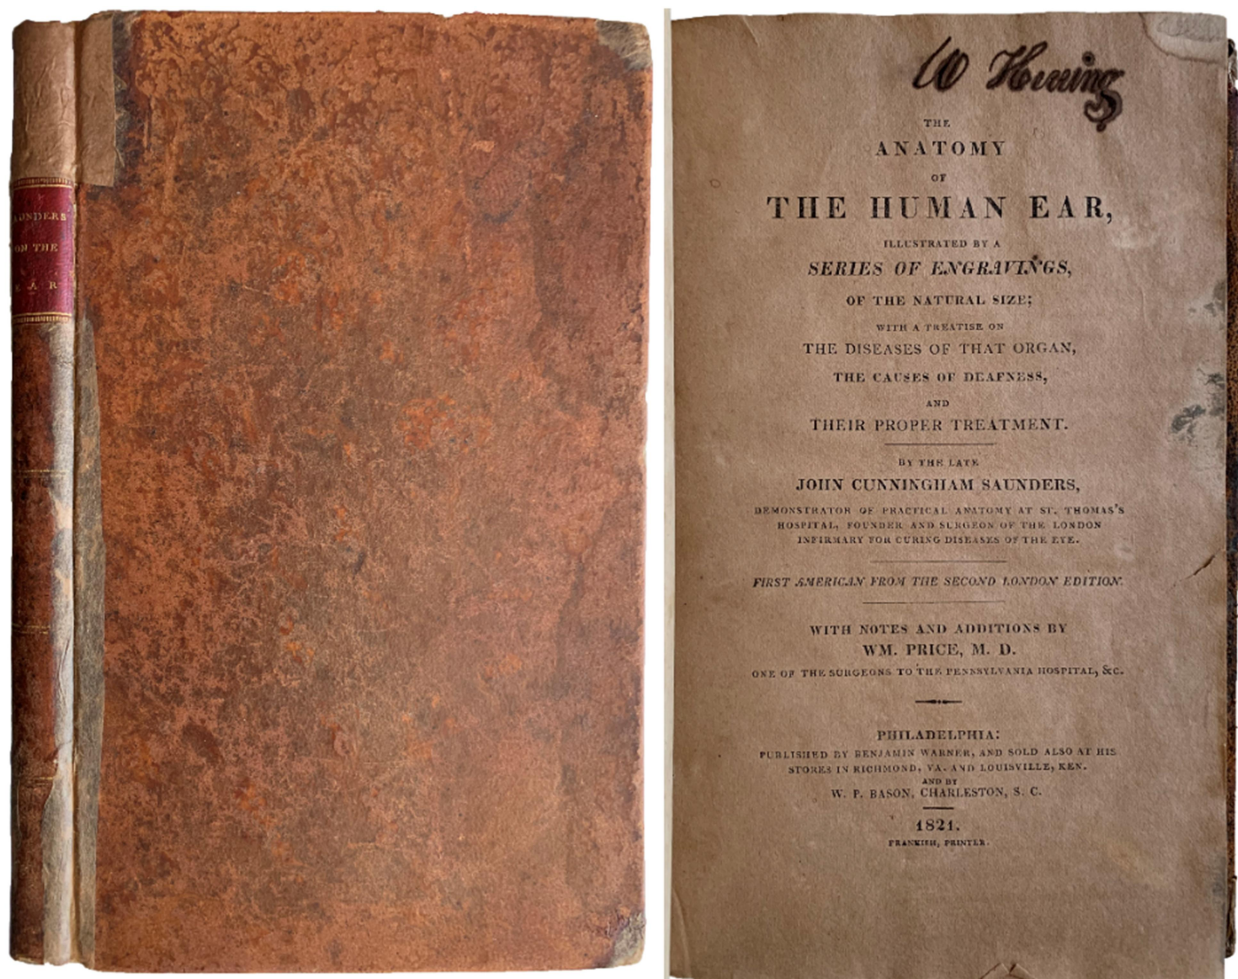 ON THE
W Hering
THE
ANATOMY
OF
THE HUMAN EAR,
ILLUSTRATED BY A
SERIES OF ENGRAVINGS,
OF THE NATURAL SIZE;
WITH A TREATISE ON
THE DISEASES OF THAT ORGAN,
THE CAUSES OF DEAFNESS,
AND
THEIR PROPER TREATMENT.
BY THE LATE
JOHN CUNNINGHAM SAUNDERS,
DEMONSTRATOR OF PRACTICAL ANATOMY AT ST. THOMAS'S
HOSPITAL, FOUNDER AND SURGEON OF THE LONDON
INFIRMARY FOR CURING DISEASES OF THE EYE.
FIRST AMERICAN FROM THE SECOND LONDON EDITION.
WITH NOTES AND ADDITIONS BY
WM. PRICE, M. D.
ONE OF THE SURGEONS TO THE PENNSYLVANIA HOSPITAL, &c.
PHILADELPHIA:
PUBLISHED BY BENJAMIN WARNER, AND SOLD ALSO AT HIS
STORES IN RICHMOND, VA. AND LOUISVILLE, KEN.
AND BY
W. P. BASON, CHARLESTON, S. C.
1821.
PRINTER.